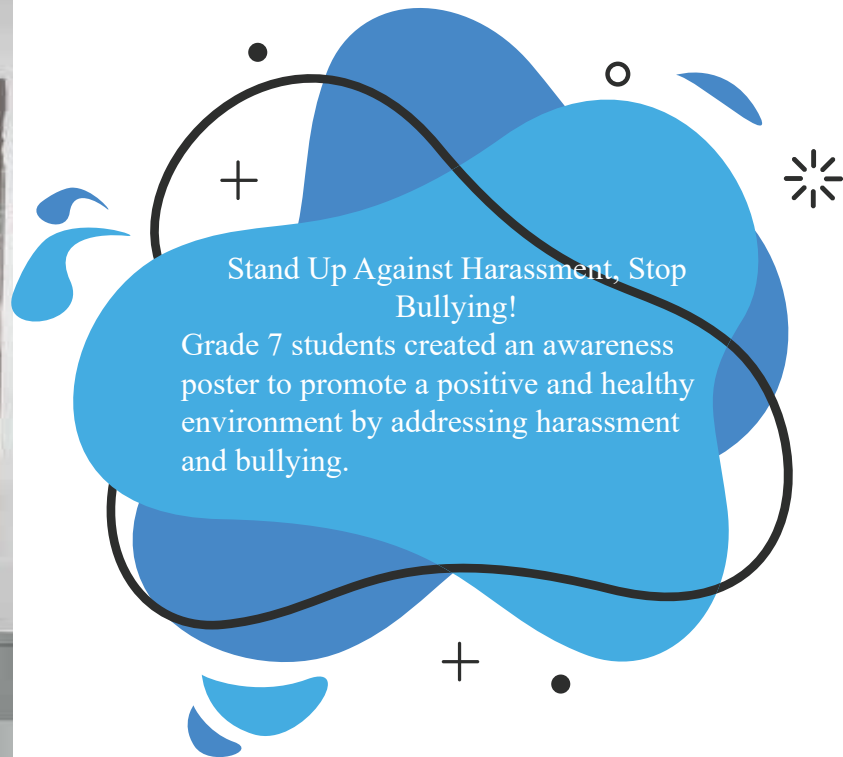 Stand Up Against Harassment, Stop
Bullying!
Grade 7 students created an awareness
poster to promote a positive and healthy
environment by addressing harassment
and bullying.